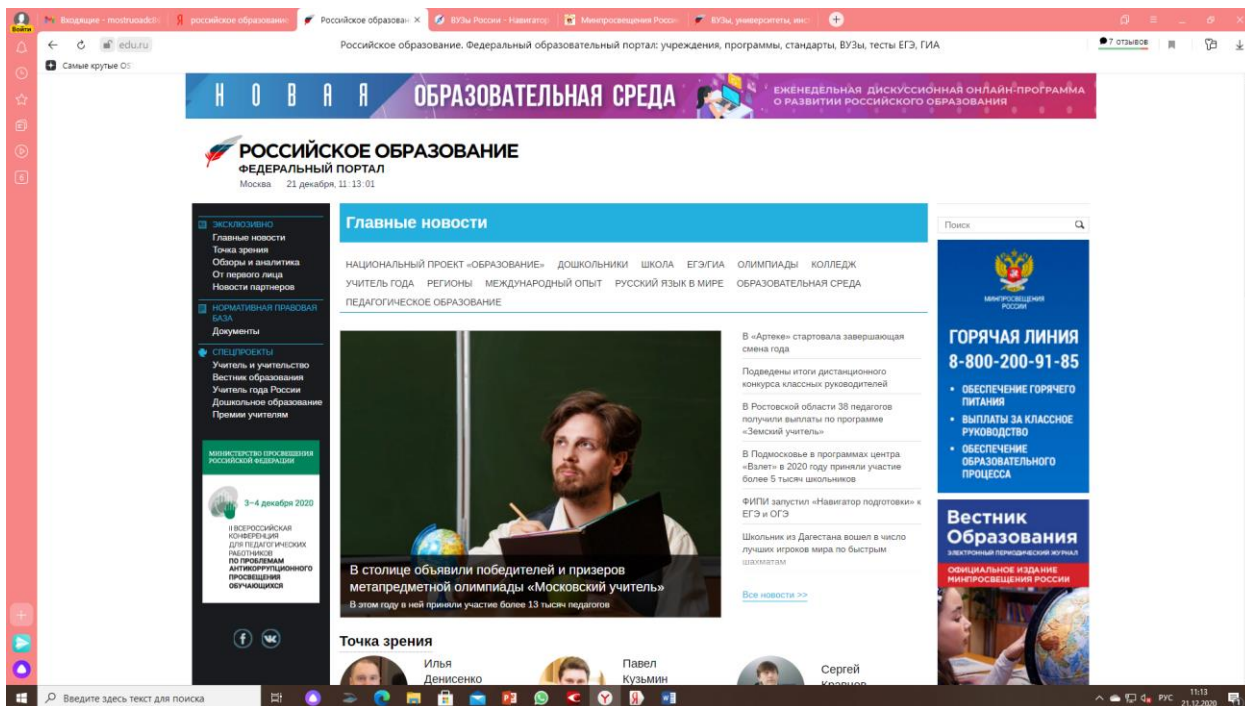 Войти
Входящие - mostruoadcli
российское образование
Российское образован
ВУЗы России - Навигатор
Минпросвещения Росси
ВУЗы, университеты, инс
edu.ru
Российское образование. Федеральный образовательный портал: учреждения, программы, стандарты, ВУЗы, тесты ЕГЭ, ГИА
7 отзывов
Самые крутые OS
НОВАЯ ОБРАЗОВАТЕЛЬНАЯ СРЕДА
ЕЖЕНЕДЕЛЬНАЯ ДИСКУССИОННАЯ ОНЛАЙН-ПРОГРАММА
О РАЗВИТИИ РОССИЙСКОГО ОБРАЗОВАНИЯ
РОССИЙСКОЕ ОБРАЗОВАНИЕ
ФЕДЕРАЛЬНЫЙ ПОРТАЛ
Москва 21 декабря, 11:13:01
ЭКСКЛЮЗИВНО
Главные новости
Точка зрения
Обзоры и аналитика
От первого лица
Новости партнеров
НОРМАТИВНАЯ ПРАВОВАЯ
БАЗА
Документы
СПЕЦПРОЕКТЫ
Учитель и учительство
Вестник образования
Учитель года России
Дошкольное образование
Премии учителям
МИНИСТЕРСТВО ПРОСВЕЩЕНИЯ
РОССИЙСКОЙ ФЕДЕРАЦИИ
3–4 декабря 2020
II ВСЕРОССИЙСКАЯ
КОНФЕРЕНЦИЯ
ДЛЯ ПЕДАГОГИЧЕСКИХ
РАБОТНИКОВ
ПО ПРОБЛЕМАМ
АНТИКОРРУПЦИОННОГО
ПРОСВЕЩЕНИЯ
ОБУЧАЮЩИХСЯ
Главные новости
НАЦИОНАЛЬНЫЙ ПРОЕКТ «ОБРАЗОВАНИЕ» ДОШКОЛЬНИКИ ШКОЛА ЕГЭ/ГИА ОЛИМПИАДЫ КОЛЛЕДЖ
УЧИТЕЛЬ ГОДА РЕГИОНЫ МЕЖДУНАРОДНЫЙ ОПЫТ РУССКИЙ ЯЗЫК В МИРЕ ОБРАЗОВАТЕЛЬНАЯ СРЕДА
ПЕДАГОГИЧЕСКОЕ ОБРАЗОВАНИЕ
В столице объявили победителей и призеров
метапредметной олимпиады «Московский учитель»
В этом году в ней приняли участие более 13 тысяч педагогов
В «Артеке» стартовала завершающая
смена года
Подведены итоги дистанционного
конкурса классных руководителей
В Ростовской области 38 педагогов
получили выплаты по программе
«Земский учитель»
В Подмосковье в программах центра
«Взлет» в 2020 году приняли участие
более 5 тысяч школьников
ФИПИ запустил «Навигатор подготовки» к
ЕГЭ и ОГЭ
Школьник из Дагестана вошел в число
лучших игроков мира по быстрым
шахматам
Все новости >>
Точка зрения
Илья
Денисенко
Павел
Кузьмин
Сергей
Кравцов
Поиск
МИНПРОСВЕЩЕНИЯ
РОССИИ
ГОРЯЧАЯ ЛИНИЯ
8-800-200-91-85
• ОБЕСПЕЧЕНИЕ ГОРЯЧЕГО
ПИТАНИЯ
• ВЫПЛАТЫ ЗА КЛАССНОЕ
РУКОВОДСТВО
• ОБЕСПЕЧЕНИЕ
ОБРАЗОВАТЕЛЬНОГО
ПРОЦЕССА
Вестник
Образования
ЭЛЕКТРОННЫЙ ПЕРИОДИЧЕСКИЙ ЖУРНАЛ
ОФИЦИАЛЬНОЕ ИЗДАНИЕ
МИНПРОСВЕЩЕНИЯ РОССИИ
Введите здесь текст для поиска
РУС
11:13
21.12.2020